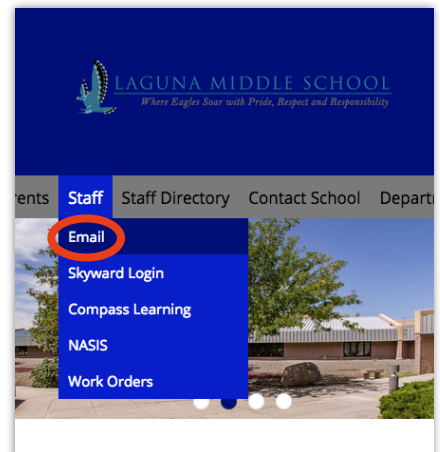 LAGUNA MIDDLE SCHOOL
Where Eagles Soar with Pride, Respect and Responsibility
rents Staff Staff Directory Contact School Depart
Email
Skyward Login
Compass Learning
NASIS
Work Orders